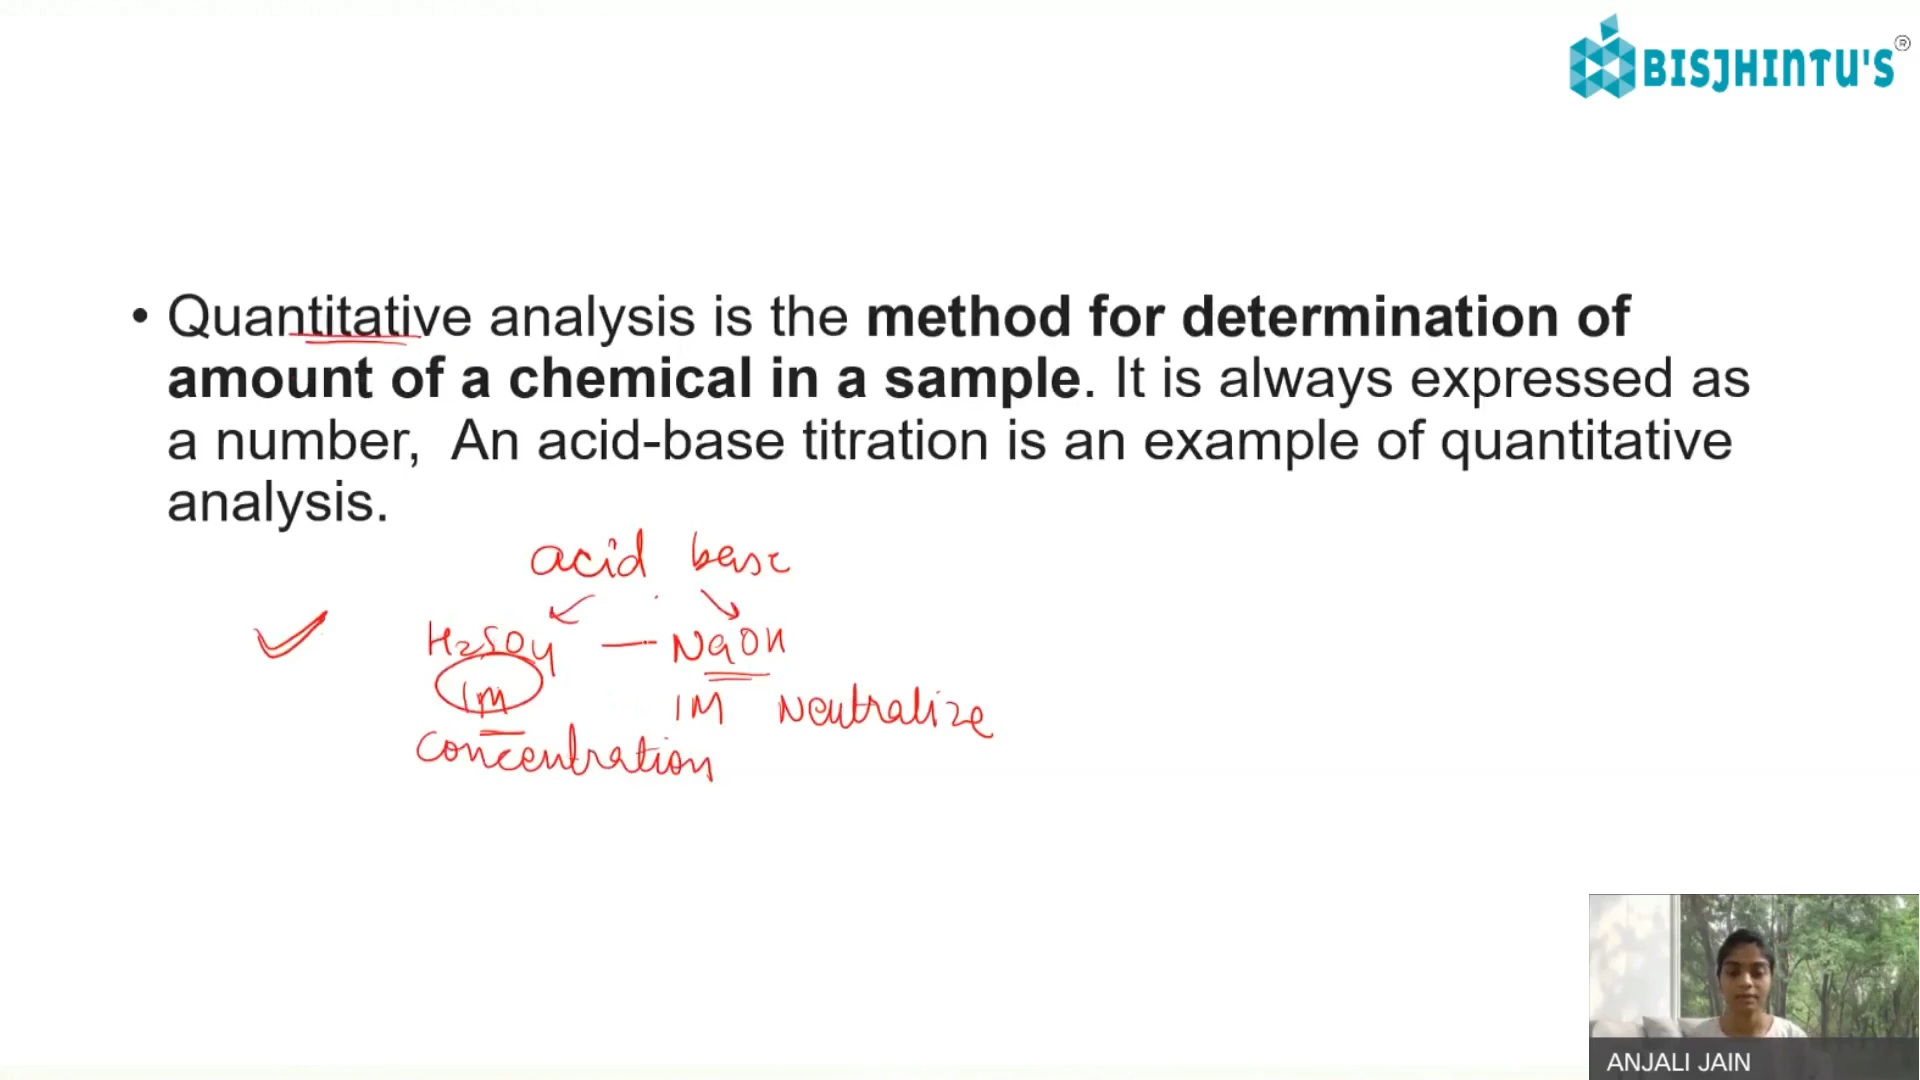 BISJHINTU'S®
• Quantitative analysis is the method for determination of
amount of a chemical in a sample. It is always expressed as
a number, An acid-base titration is an example of quantitative
analysis.
acid base
H2SO4 — NaOH
1M 1M Neutralize
concentration
ANJALI JAIN